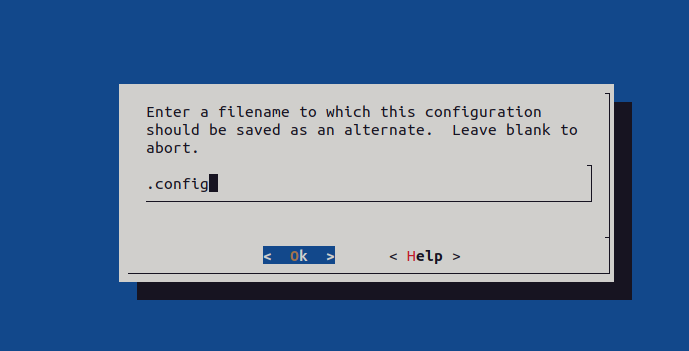 Enter a filename to which this configuration
should be saved as an alternate.  Leave blank to
abort.
.config
<  Ok  >      < Help >